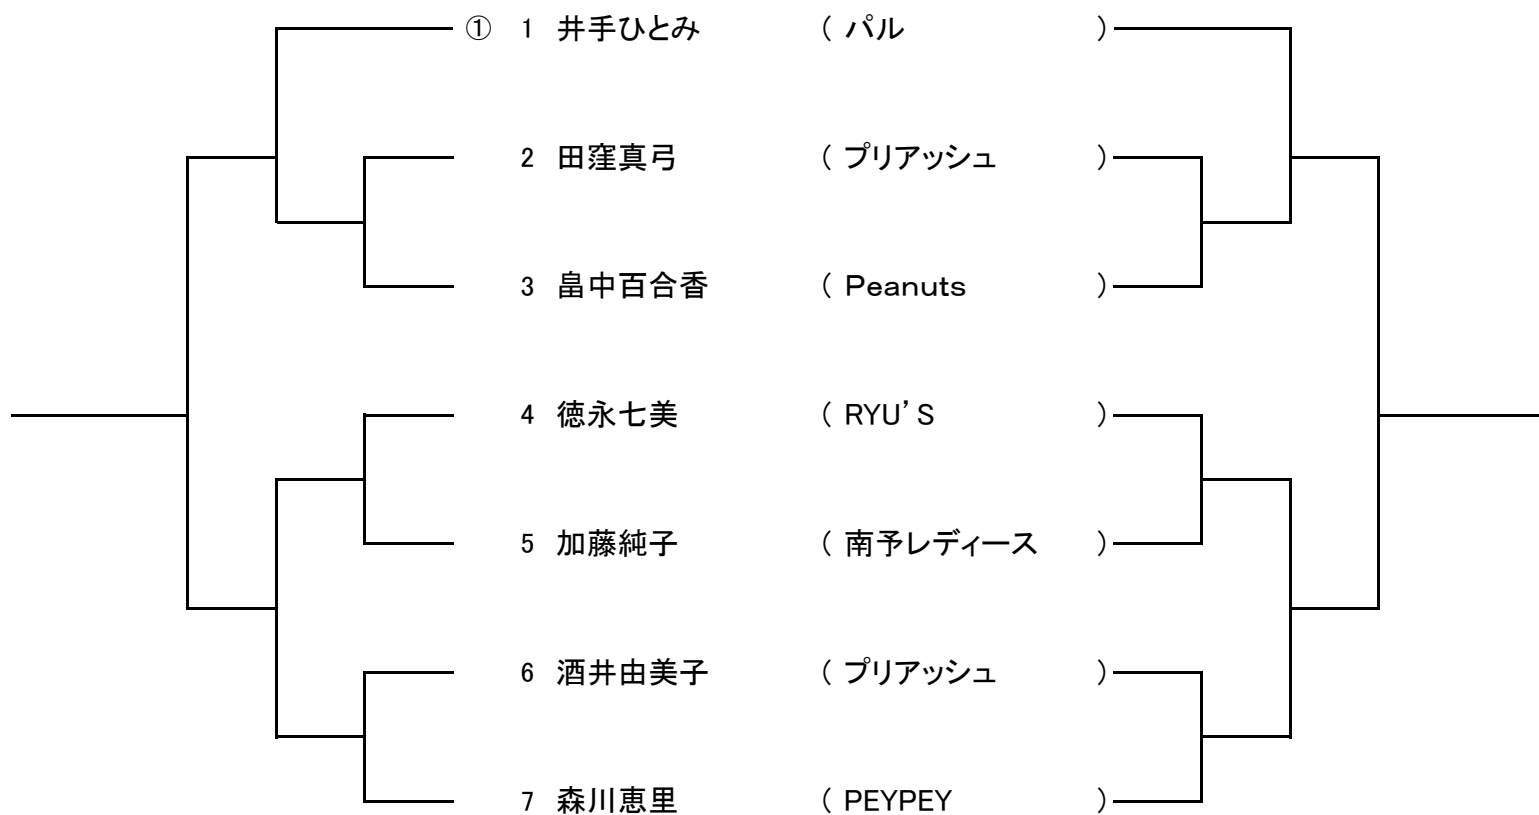 ① 1 井手ひとみ ( パル )
2 田窪真弓 ( プリアッシュ )
3 畠中百合香 ( Peanuts )
4 徳永七美 ( RYU’S )
5 加藤純子 ( 南予レディース )
6 酒井由美子 ( プリアッシュ )
7 森川恵里 ( PEYPEY )